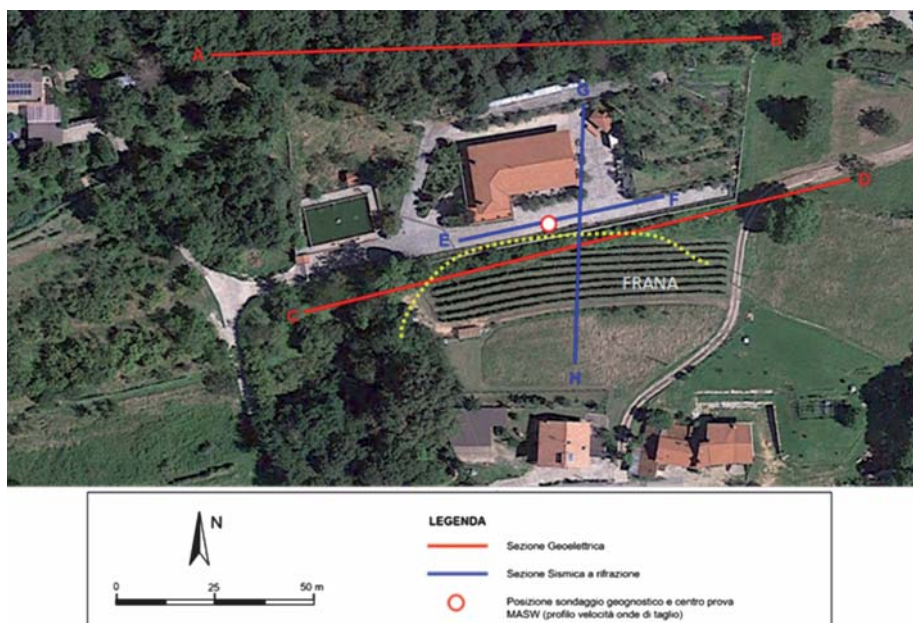 A
B
G
D
F
E
FRANA
C
H
N
LEGENDA
Sezione Geoelettrica
Sezione Sismica a rifrazione
0 25 50 m
Posizione sondaggio geognostico e centro prova
MASW (profilo velocità onde di taglio)